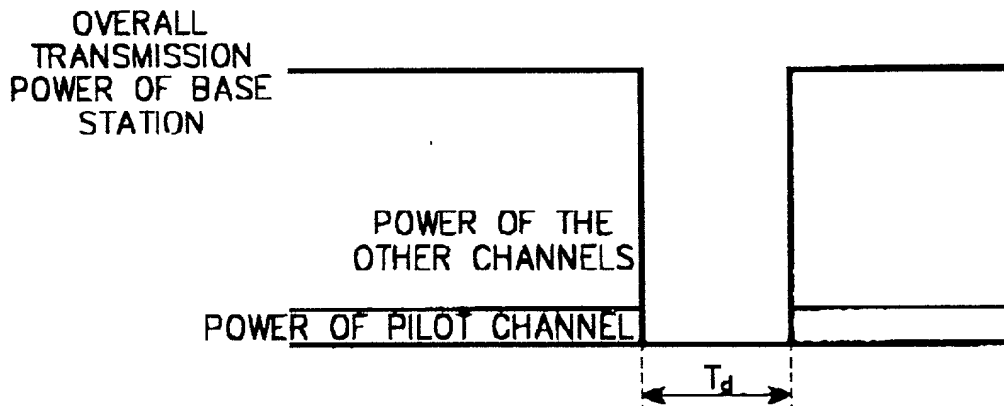 OVERALL
TRANSMISSION
POWER OF BASE
STATION
POWER OF THE
OTHER CHANNELS
POWER OF PILOT CHANNEL
Td